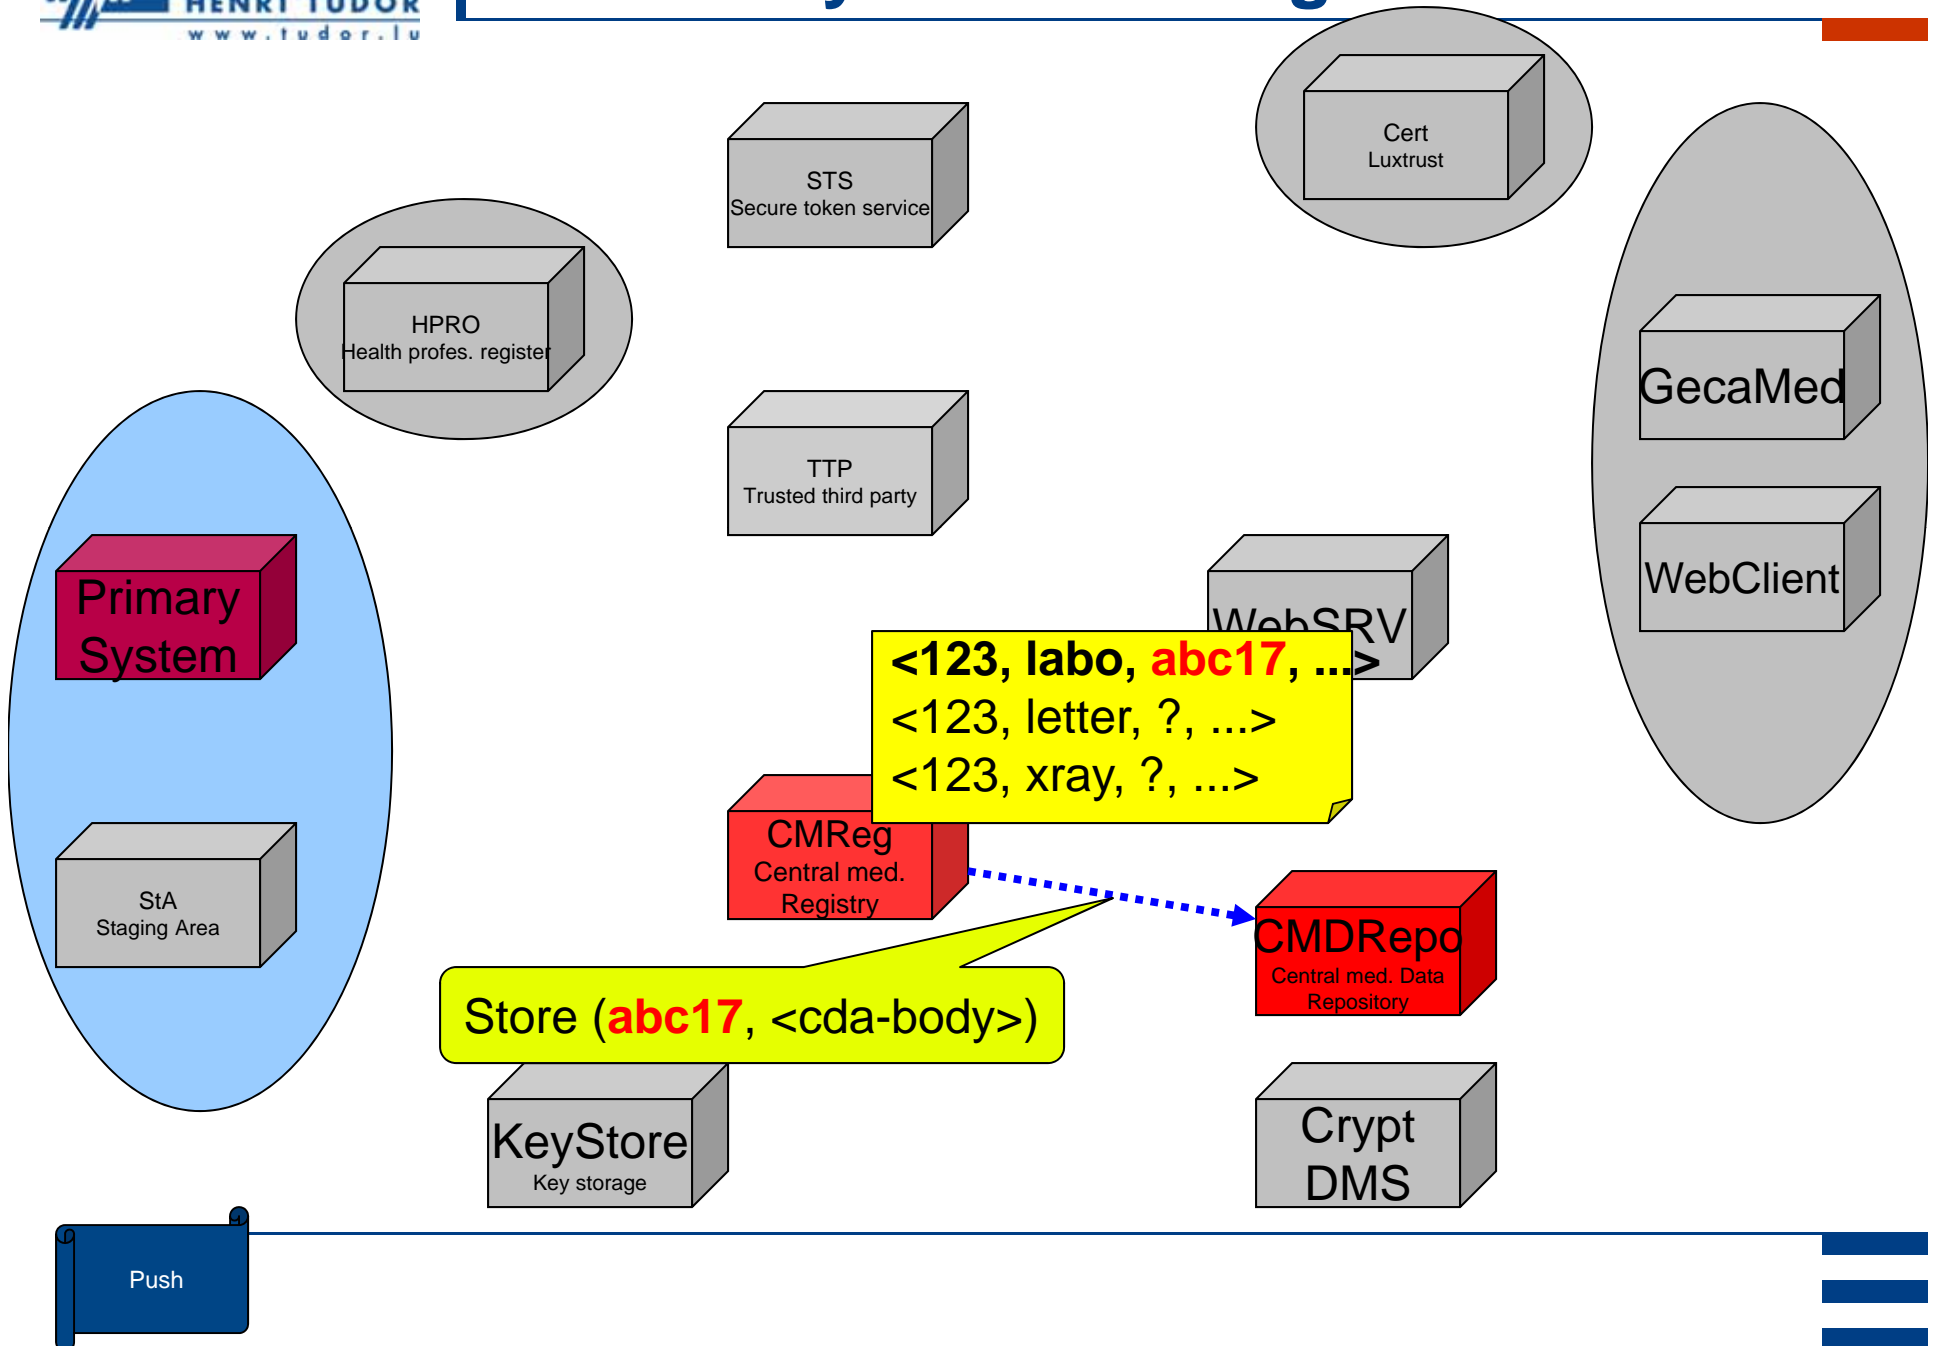 HENRI TUDOR
www.tudor.lu
Cert
Luxtrust
STS
Secure token service
HPRO
Health profes. register
GecaMed
TTP
Trusted third party
WebClient
Primary
System
WebSRV
<123, labo, abc17, ...>
<123, letter, ?, ...>
<123, xray, ?, ...>
CMReg
Central med.
Registry
StA
Staging Area
CMDRepo
Central med. Data
Repository
Store (abc17, <cda-body>)
KeyStore
Key storage
Crypt
DMS
Push